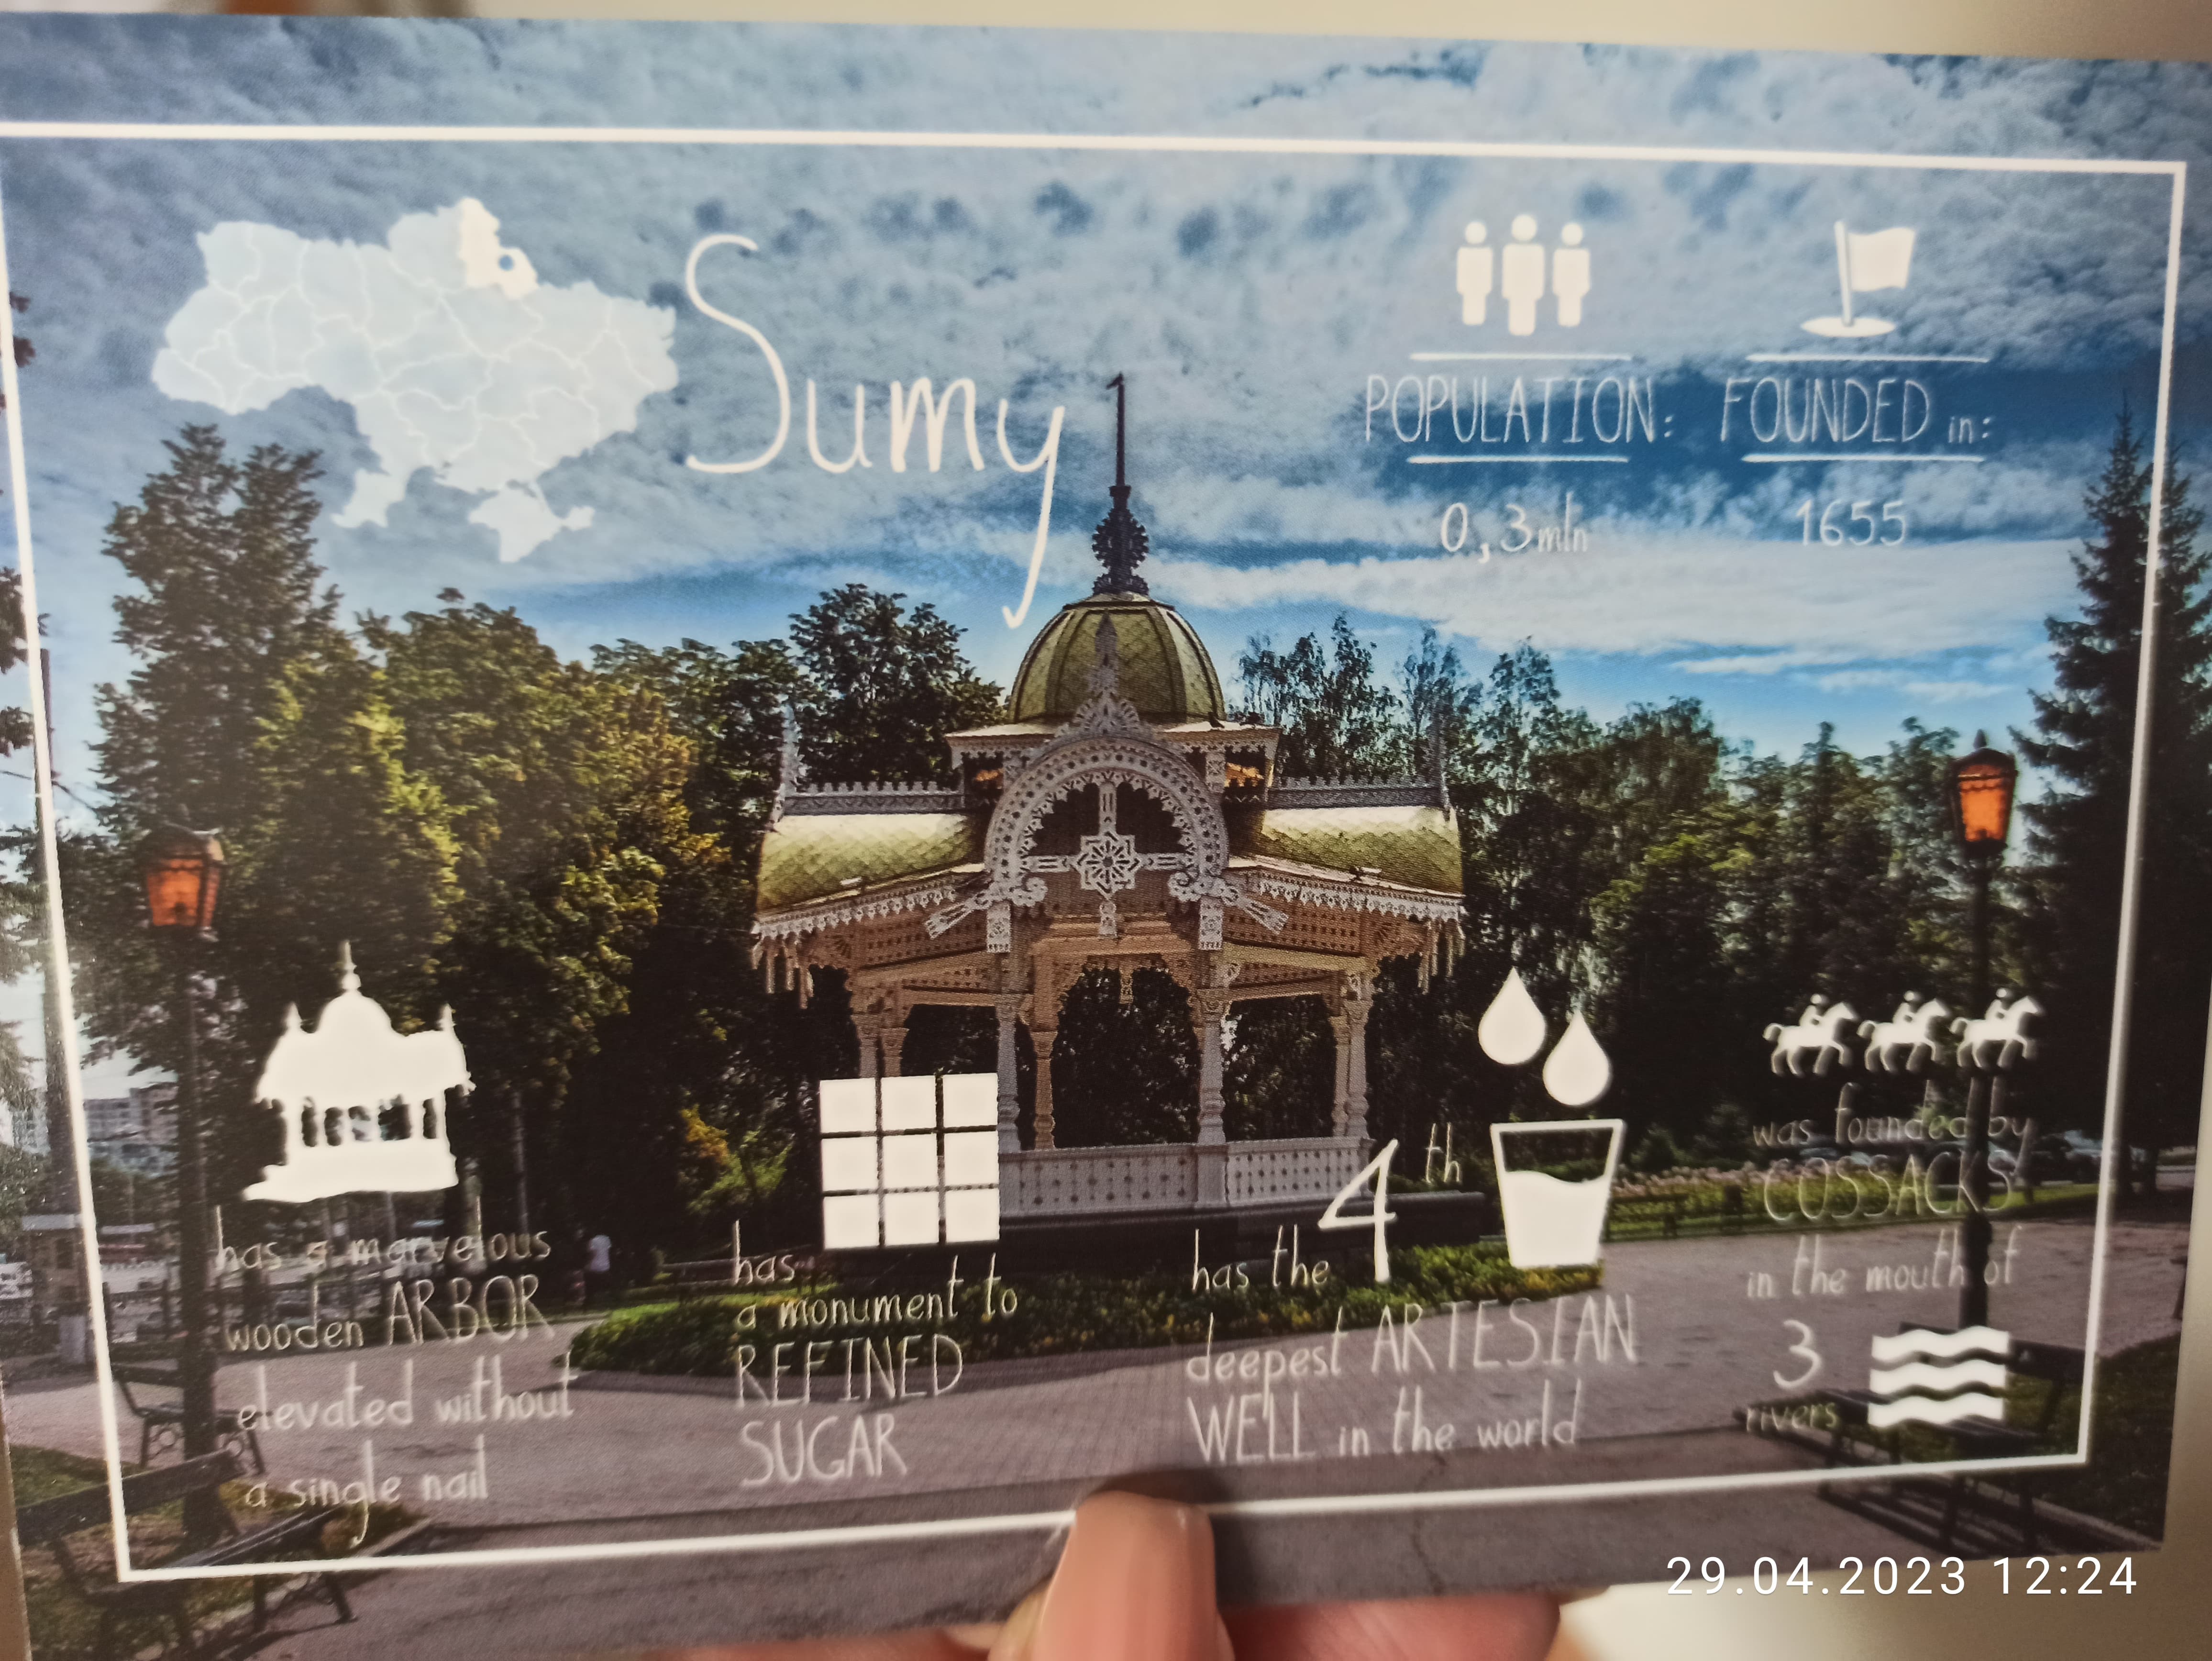 Sumy
POPULATION:
0,3mln
FOUNDED in:
1655
has a marvelous
wooden ARBOR
elevated without
a single nail
has
a monument to
REFINED
SUGAR
has the 4th
deepest ARTESIAN
WELL in the world
was founded by
COSSACKS
in the mouth of
3
rivers
29.04.2023 12:24